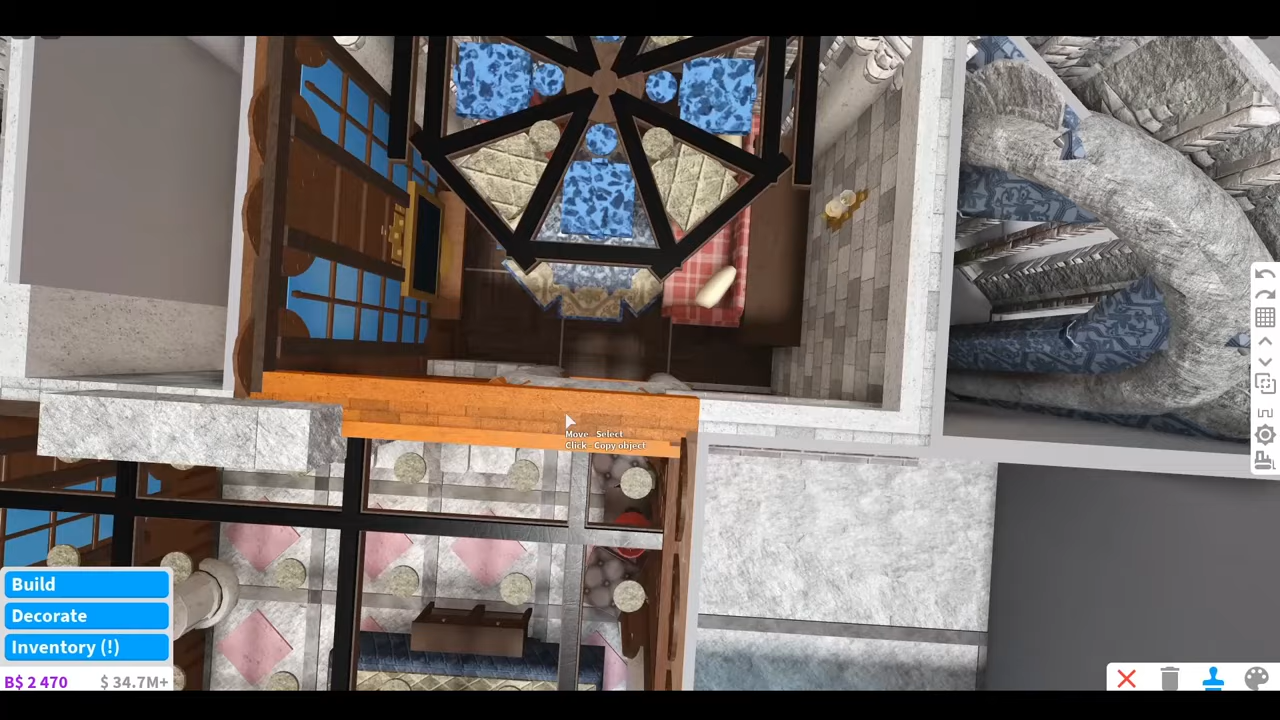 Move - Select
Click - Copy object
Build
Decorate
Inventory (!)
B$ 2 470 $ 34.7M+